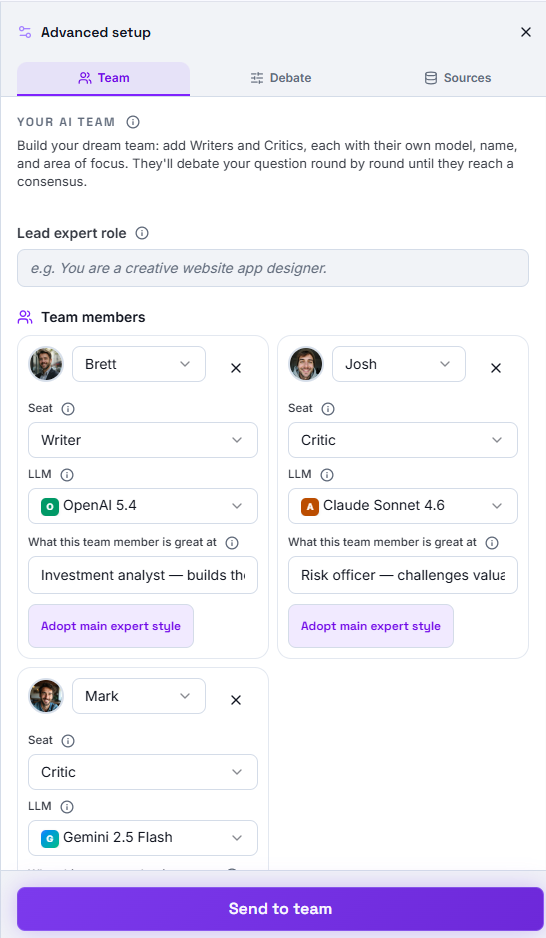 Advanced setup
Team
Debate
Sources
YOUR AI TEAM
Build your dream team: add Writers and Critics, each with their own model, name,
and area of focus. They'll debate your question round by round until they reach a
consensus.
Lead expert role
e.g. You are a creative website app designer.
Team members
Brett
Seat
Writer
LLM
O OpenAI 5.4
What this team member is great at
Investment analyst — builds the
Adopt main expert style
Josh
Seat
Critic
LLM
A Claude Sonnet 4.6
What this team member is great at
Risk officer — challenges valua
Adopt main expert style
Mark
Seat
Critic
LLM
G Gemini 2.5 Flash
Send to team